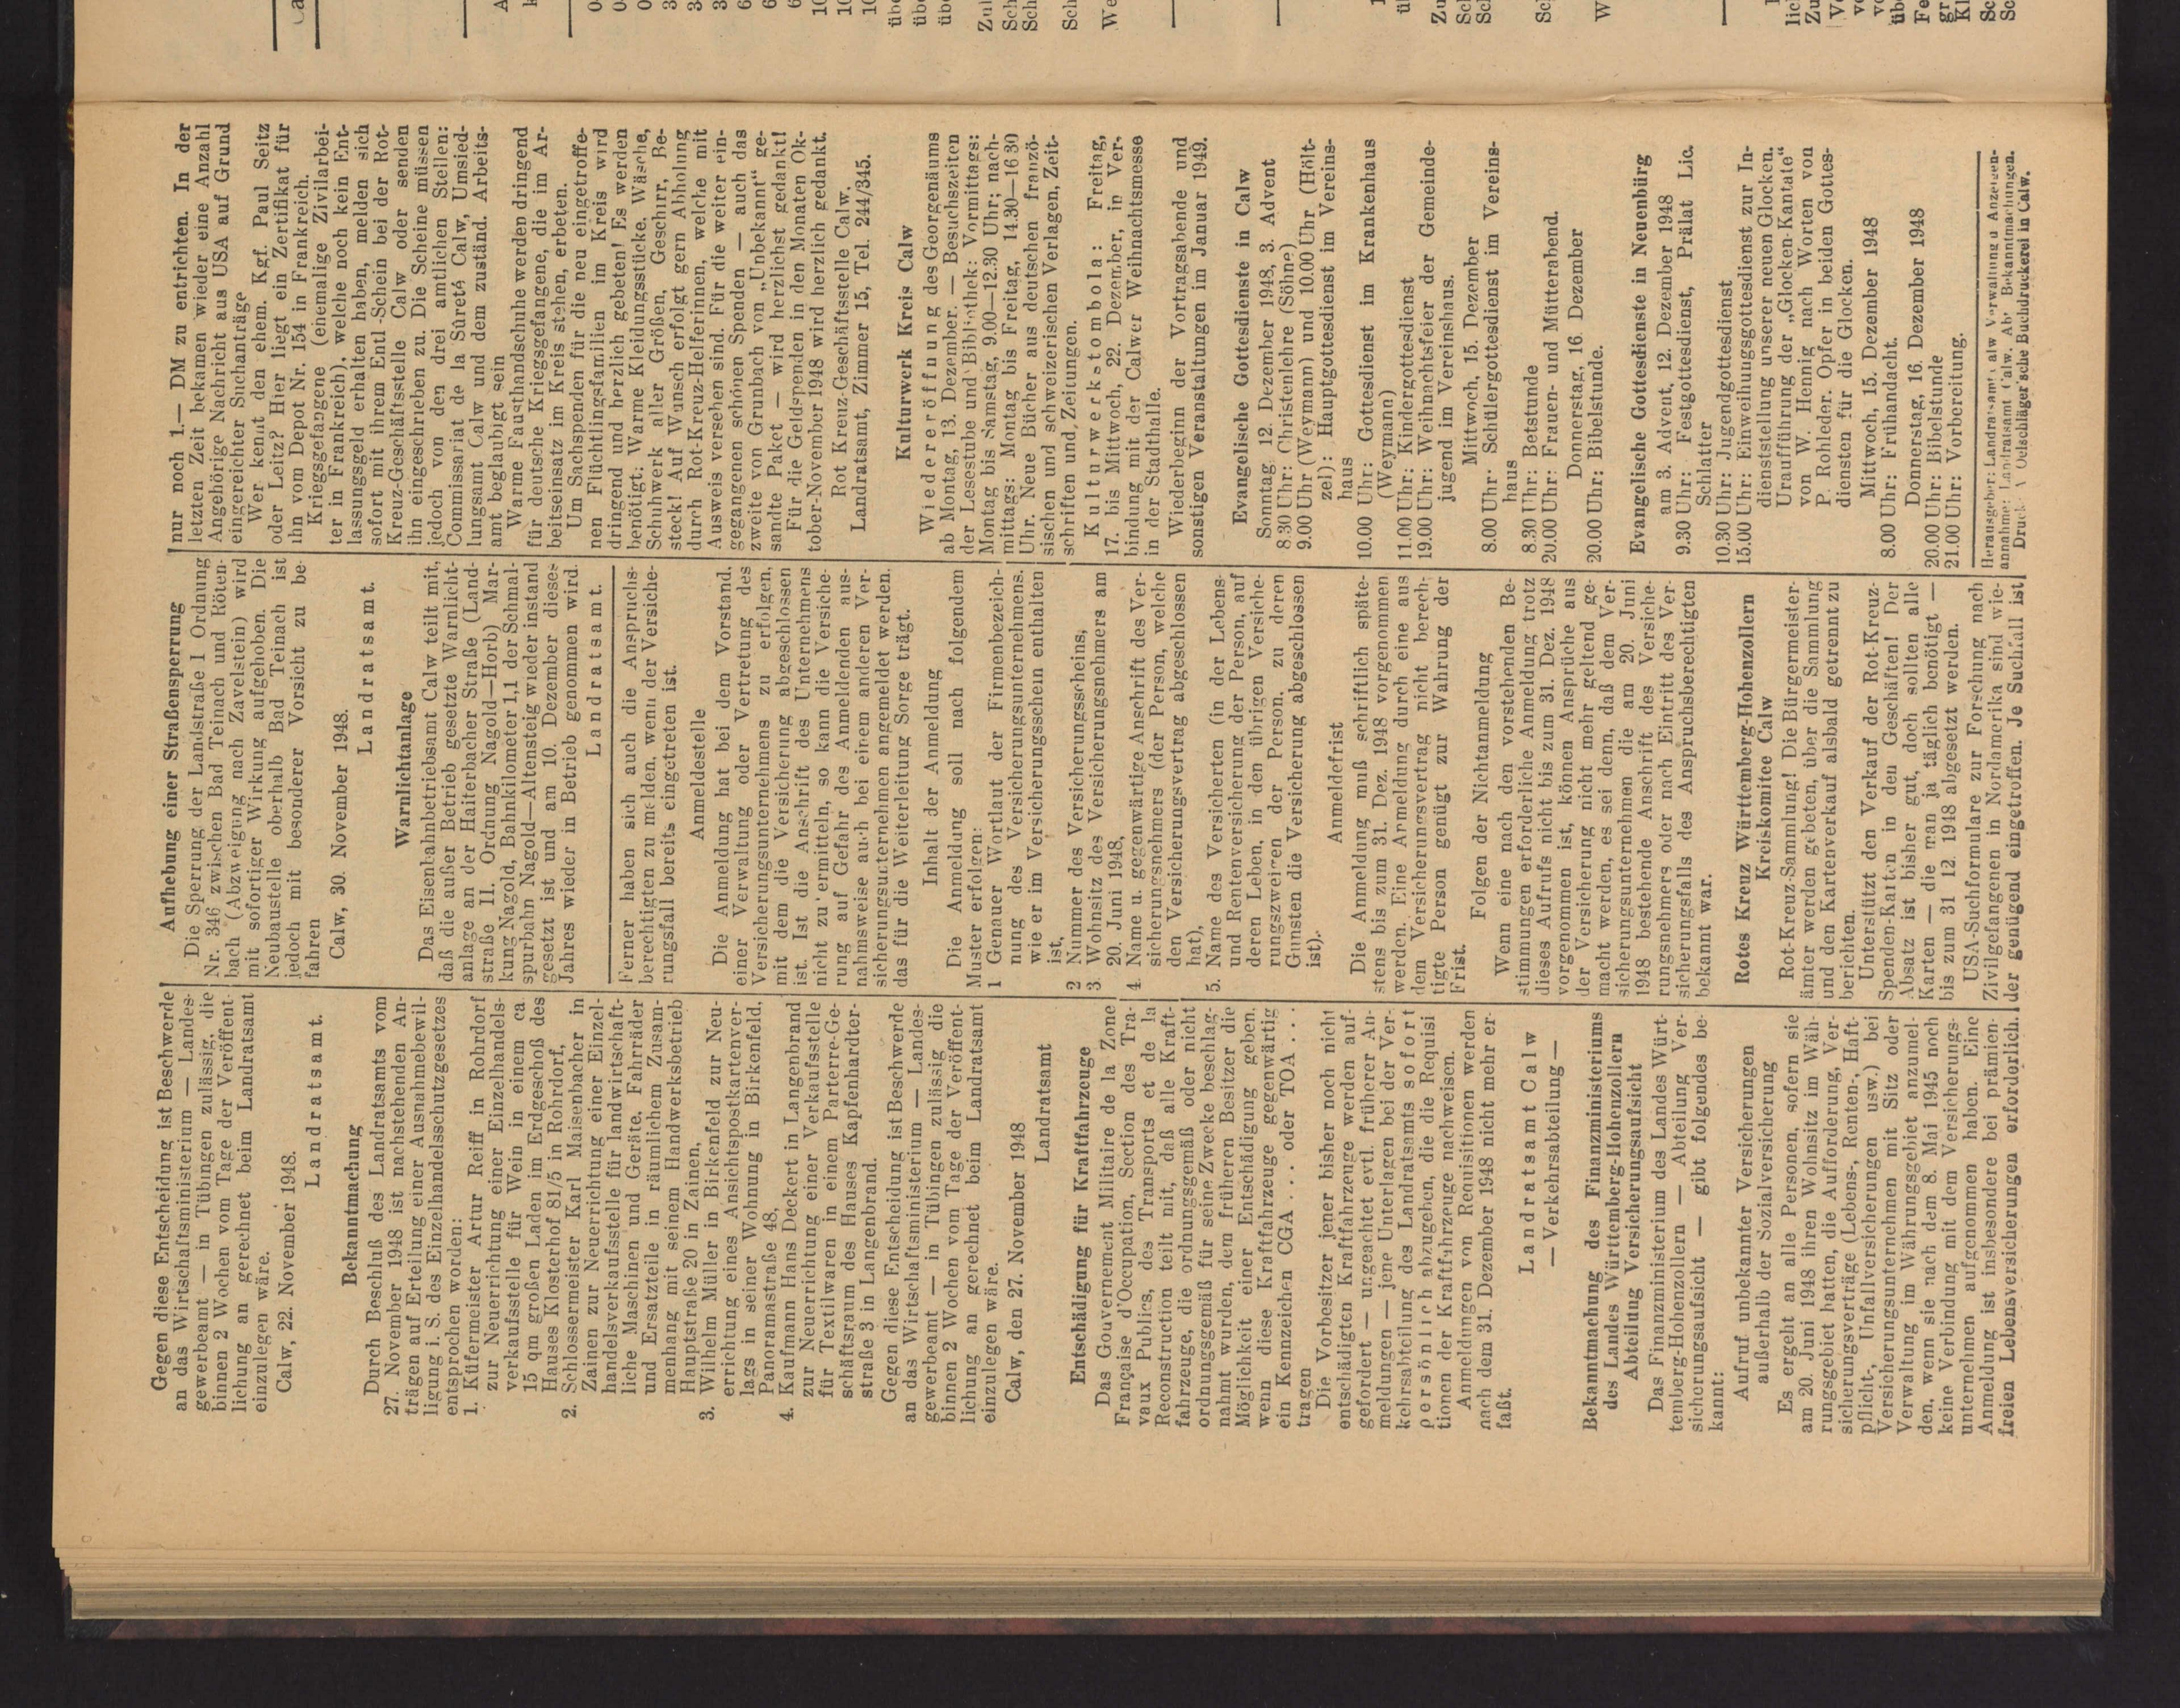 Gegen diese Entscheidung ist Beschwerde
an das Wirtschaftsministerium — Landes-
gewerbeamt — in Tübingen zulässig, die
binnen 2 Wochen vom Tage der Veröffent-
lichung an gerechnet beim Landratsamt
einzulegen wäre.
Calw, 22. November 1948.
Landratsamt.
Bekanntmachung
Durch Beschluß des Landratsamts vom
27. November 1948 ist nachstehenden An-
trägen auf Erteilung einer Ausnahmebewil-
ligung i. S. des Einzelhandelsschutzgesetzes
entsprochen worden:
1. Küfermeister Artur Reiff in Rohrdorf
zur Neuerrichtung einer Einzelhandels-
verkaufsstelle für Wein in einem ca
15 qm großen Laden im Erdgeschoß des
Hauses Klosterhof 81/5 in Rohrdorf,
2. Schlossermeister Karl Maisenbacher in
Zainen zur Neuerrichtung einer Einzel-
handelsverkaufsstelle für landwirtschaft-
liche Maschinen und Geräte, Fahrräder
und Ersatzteile in räumlichem Zusam-
menhang mit seinem Handwerksbetrieb
Hauptstraße 20 in Zainen,
3. Wilhelm Müller in Birkenfeld zur Neu-
errichtung eines Ansichtspostkartenver-
lags in seiner Wohnung in Birkenfeld,
Panoramastraße 48,
4. Kaufmann Hans Deckert in Langenbrand
zur Neuerrichtung einer Verkaufsstelle
für Textilwaren in einem Parterre-Ge-
schäftsraum des Hauses Kapfenhardter-
straße 3 in Langenbrand.
Gegen diese Entscheidung ist Beschwerde
an das Wirtschaftsministerium — Landes-
gewerbeamt — in Tübingen zulässig die
binnen 2 Wochen vom Tage der Veröffent-
lichung an gerechnet beim Landratsamt
einzulegen wäre.
Calw, den 27. November 1948
Landratsamt
Entschädigung für Kraftfahrzeuge
Das Gouvernement Militaire de la Zone
Française d'Occupation, Section des Tra-
vaux Publics, des Transports et de la
Reconstruction teilt mit, daß alle Kraft-
fahrzeuge, die ordnungsgemäß oder nicht
ordnungsgemäß für seine Zwecke beschlag-
nahmt wurden, dem früheren Besitzer die
Möglichkeit einer Entschädigung geben,
wenn diese Kraftfahrzeuge gegenwärtig
ein Kennzeichen CGA ... oder TOA ...
tragen
Die Vorbesitzer jener bisher noch nicht
entschädigten Kraftfahrzeuge werden auf-
gefordert — ungeachtet evtl. früherer An-
meldungen — jene Unterlagen bei der Ver-
kehrsabteilung des Landratsamts sofort
persönlich abzugeben, die die Requisi
tionen der Kraftfahrzeuge nachweisen.
Anmeldungen von Requisitionen werden
nach dem 31. Dezember 1948 nicht mehr er-
faßt.
Landratsamt Calw
— Verkehrsabteilung —
Bekanntmachung des Finanzministeriums
des Landes Württemberg-Hohenzollern
Abteilung Versicherungsaufsicht
Das Finanzministerium des Landes Würt-
temberg-Hohenzollern — Abteilung Ver-
sicherungsaufsicht — gibt folgendes be-
kannt:
Aufruf unbekannter Versicherungen
außerhalb der Sozialversicherung
Es ergeht an alle Personen, sofern sie
am 20. Juni 1948 ihren Wohnsitz im Wäh-
rungsgebiet hatten, die Aufforderung, Ver-
sicherungsverträge (Lebens-, Renten-, Haft-
pflicht-, Unfallversicherungen usw.) bei
Versicherungsunternehmen mit Sitz oder
Verwaltung im Währungsgebiet anzumel-
den, wenn sie nach dem 8. Mai 1945 noch
keine Verbindung mit dem Versicherungs-
unternehmen aufgenommen haben. Eine
Anmeldung ist insbesondere bei prämien-
freien Lebensversicherungen erforderlich.
Aufhebung einer Straßensperrung
Die Sperrung der Landstraße I Ordnung
Nr. 346 zwischen Bad Teinach und Röten-
bach (Abzweigung nach Zavelstein) wird
mit sofortiger Wirkung aufgehoben. Die
Neubaustelle oberhalb Bad Teinach ist
jedoch mit besonderer Vorsicht zu be-
fahren
Calw, 30. November 1948.
Landratsamt.
Warnlichtanlage
Das Eisenbahnbetriebsamt Calw teilt mit,
daß die außer Betrieb gesetzte Warnlicht-
anlage an der Haiterbacher Straße (Land-
straße II. Ordnung Nagold—Horb) Mar-
kung Nagold, Bahnkilometer 1,1 der Schmal-
spurbahn Nagold—Altensteig wieder instand
gesetzt ist und am 10. Dezember dieses
Jahres wieder in Betrieb genommen wird.
Landratsamt.
Ferner haben sich auch die Anspruchs-
berechtigten zu melden, wenn der Versiche-
rungsfall bereits eingetreten ist.
Anmeldestelle
Die Anmeldung hat bei dem Vorstand,
einer Verwaltung oder Vertretung des
Versicherungsunternehmens zu erfolgen,
mit dem die Versicherung abgeschlossen
ist. Ist die Anschrift des Unternehmens
nicht zu ermitteln, so kann die Versiche-
rung auf Gefahr des Anmeldenden aus-
nahmsweise auch bei einem anderen Ver-
sicherungsunternehmen angemeldet werden,
das für die Weiterleitung Sorge trägt.
Inhalt der Anmeldung
Die Anmeldung soll nach folgendem
Muster erfolgen:
1 Genauer Wortlaut der Firmenbezeich-
nung des Versicherungsunternehmens,
wie er im Versicherungsschein enthalten
ist,
2 Nummer des Versicherungsscheins,
3. Wohnsitz des Versicherungsnehmers am
20. Juni 1948,
4 Name u. gegenwärtige Anschrift des Ver-
sicherungsnehmers (der Person, welche
den Versicherungsvertrag abgeschlossen
hat),
5. Name des Versicherten (in der Lebens-
und Rentenversicherung der Person, auf
deren Leben, in den übrigen Versiche-
rungszweigen der Person, zu deren
Gunsten die Versicherung abgeschlossen
ist).
Anmeldefrist
Die Anmeldung muß schriftlich späte-
stens bis zum 31. Dez. 1948 vorgenommen
werden. Eine Anmeldung durch eine aus
dem Versicherungsvertrag nicht berech-
tigte Person genügt zur Wahrung der
Frist.
Folgen der Nichtanmeldung
Wenn eine nach den vorstehenden Be-
stimmungen erforderliche Anmeldung trotz
dieses Aufrufs nicht bis zum 31. Dez. 1948
vorgenommen ist, können Ansprüche aus
der Versicherung nicht mehr geltend ge-
macht werden, es sei denn, daß dem Ver-
sicherungsunternehmen die am 20. Juni
1948 bestehende Anschrift des Versiche-
rungsnehmers oder nach Eintritt des Ver-
sicherungsfalls des Anspruchsberechtigten
bekannt war.
Rotes Kreuz Württemberg-Hohenzollern
Kreiskomitee Calw
Rot-Kreuz-Sammlung! Die Bürgermeister-
ämter werden gebeten, über die Sammlung
und den Kartenverkauf alsbald getrennt zu
berichten.
Unterstützt den Verkauf der Rot-Kreuz-
Spenden-Karten in den Geschäften! Der
Absatz ist bisher gut, doch sollten alle
Karten — die man ja täglich benötigt —
bis zum 31 12. 1948 abgesetzt werden.
USA-Suchformulare zur Forschung nach
Zivilgefangenen in Nordamerika sind wie-
der genügend eingetroffen. Je Suchfall ist
nur noch 1.— DM zu entrichten. In der
letzten Zeit bekamen wieder eine Anzahl
Angehörige Nachricht aus USA auf Grund
eingereichter Suchanträge
Wer kennt den ehem. Kgf. Paul Seitz
oder Leitz? Hier liegt ein Zertifikat für
ihn vom Depot Nr. 154 in Frankreich.
Kriegsgefangene (enemalige Zivilarbei-
ter in Frankreich), welche noch kein Ent-
lassungsgeld erhalten haben, melden sich
sofort mit ihrem Entl-Schein bei der Rot-
Kreuz-Geschäftsstelle Calw oder senden
ihn eingeschrieben zu. Die Scheine müssen
jedoch von den drei amtlichen Stellen:
Commissariat de la Sûreté Calw, Umsied-
lungsamt Calw und dem zuständ. Arbeits-
amt beglaubigt sein
Warme Fausthandschuhe werden dringend
für deutsche Kriegsgefangene, die im Ar-
beitseinsatz im Kreis stehen, erbeten.
Um Sachspenden für die neu eingetroffe-
nen Flüchtlingsfamilien im Kreis wird
dringend und herzlich gebeten! Es werden
benötigt: Warme Kleidungsstücke, Wäsche,
Schuhwerk aller Größen, Geschirr, Be-
steck! Auf Wunsch erfolgt gern Abholung
durch Rot-Kreuz-Helferinnen, welche mit
Ausweis versehen sind. Für die weiter ein-
gegangenen schönen Spenden — auch das
zweite von Grunbach von „Unbekannt“ ge-
sandte Paket — wird herzlichst gedankt!
Für die Geldspenden in den Monaten Ok-
tober-November 1948 wird herzlich gedankt.
Rot Kreuz-Geschäftsstelle Calw.
Landratsamt, Zimmer 15, Tel. 244/345.
Kulturwerk Kreis Calw
Wiedereröffnung des Georgenäums
ab Montag, 13. Dezember. — Besuchszeiten
der Lesestube und Bibliothek: Vormittags:
Montag bis Samstag, 9.00—12.30 Uhr; nach-
mittags: Montag bis Freitag, 14.30—16 30
Uhr. Neue Bücher aus deutschen franzö-
sischen und schweizerischen Verlagen, Zeit-
schriften und Zeitungen.
Kulturwerkstombola: Freitag,
17. bis Mittwoch, 22. Dezember, in Ver-
bindung mit der Calwer Weihnachtsmesse
in der Stadthalle.
Wiederbeginn der Vortragsabende und
sonstigen Veranstaltungen im Januar 1949.
Evangelische Gottesdienste in Calw
Sonntag 12. Dezember 1948, 3. Advent
8 30 Uhr: Christenlehre (Söhne)
9.00 Uhr (Weymann) und 10.00 Uhr (Hölt-
zel): Hauptgottesdienst im Vereins-
haus
10.00 Uhr: Gottesdienst im Krankenhaus
(Weymann)
11.00 Uhr: Kindergottesdienst
19.00 Uhr: Weihnachtsfeier der Gemeinde-
jugend im Vereinshaus.
Mittwoch, 15. Dezember
8.00 Uhr: Schülergottesdienst im Vereins-
haus
8.30 Uhr: Betstunde
20.00 Uhr: Frauen- und Mütterabend.
Donnerstag, 16. Dezember
20.00 Uhr: Bibelstunde.
Evangelische Gottesdienste in Neuenbürg
am 3. Advent, 12. Dezember 1948
9.30 Uhr: Festgottesdienst, Prälat Lic.
Schlatter
10.30 Uhr: Jugendgottesdienst
15.00 Uhr: Einweihungsgottesdienst zur In-
dienststellung unserer neuen Glocken.
Uraufführung der „Glocken-Kantate“
von W. Hennig nach Worten von
P. Rohleder. Opfer in beiden Gottes-
diensten für die Glocken.
Mittwoch, 15. Dezember 1948
8.00 Uhr: Frühandacht.
Donnerstag, 16. Dezember 1948
20.00 Uhr: Bibelstunde
21.00 Uhr: Vorbereitung.
Herausgeber: Landratsamt Calw Verwaltung u Anzeigen-
annahme: Landratsamt Calw. Abt Bekanntmachungen.
Druck: A Oelschläger'sche Buchdruckerei in Calw.